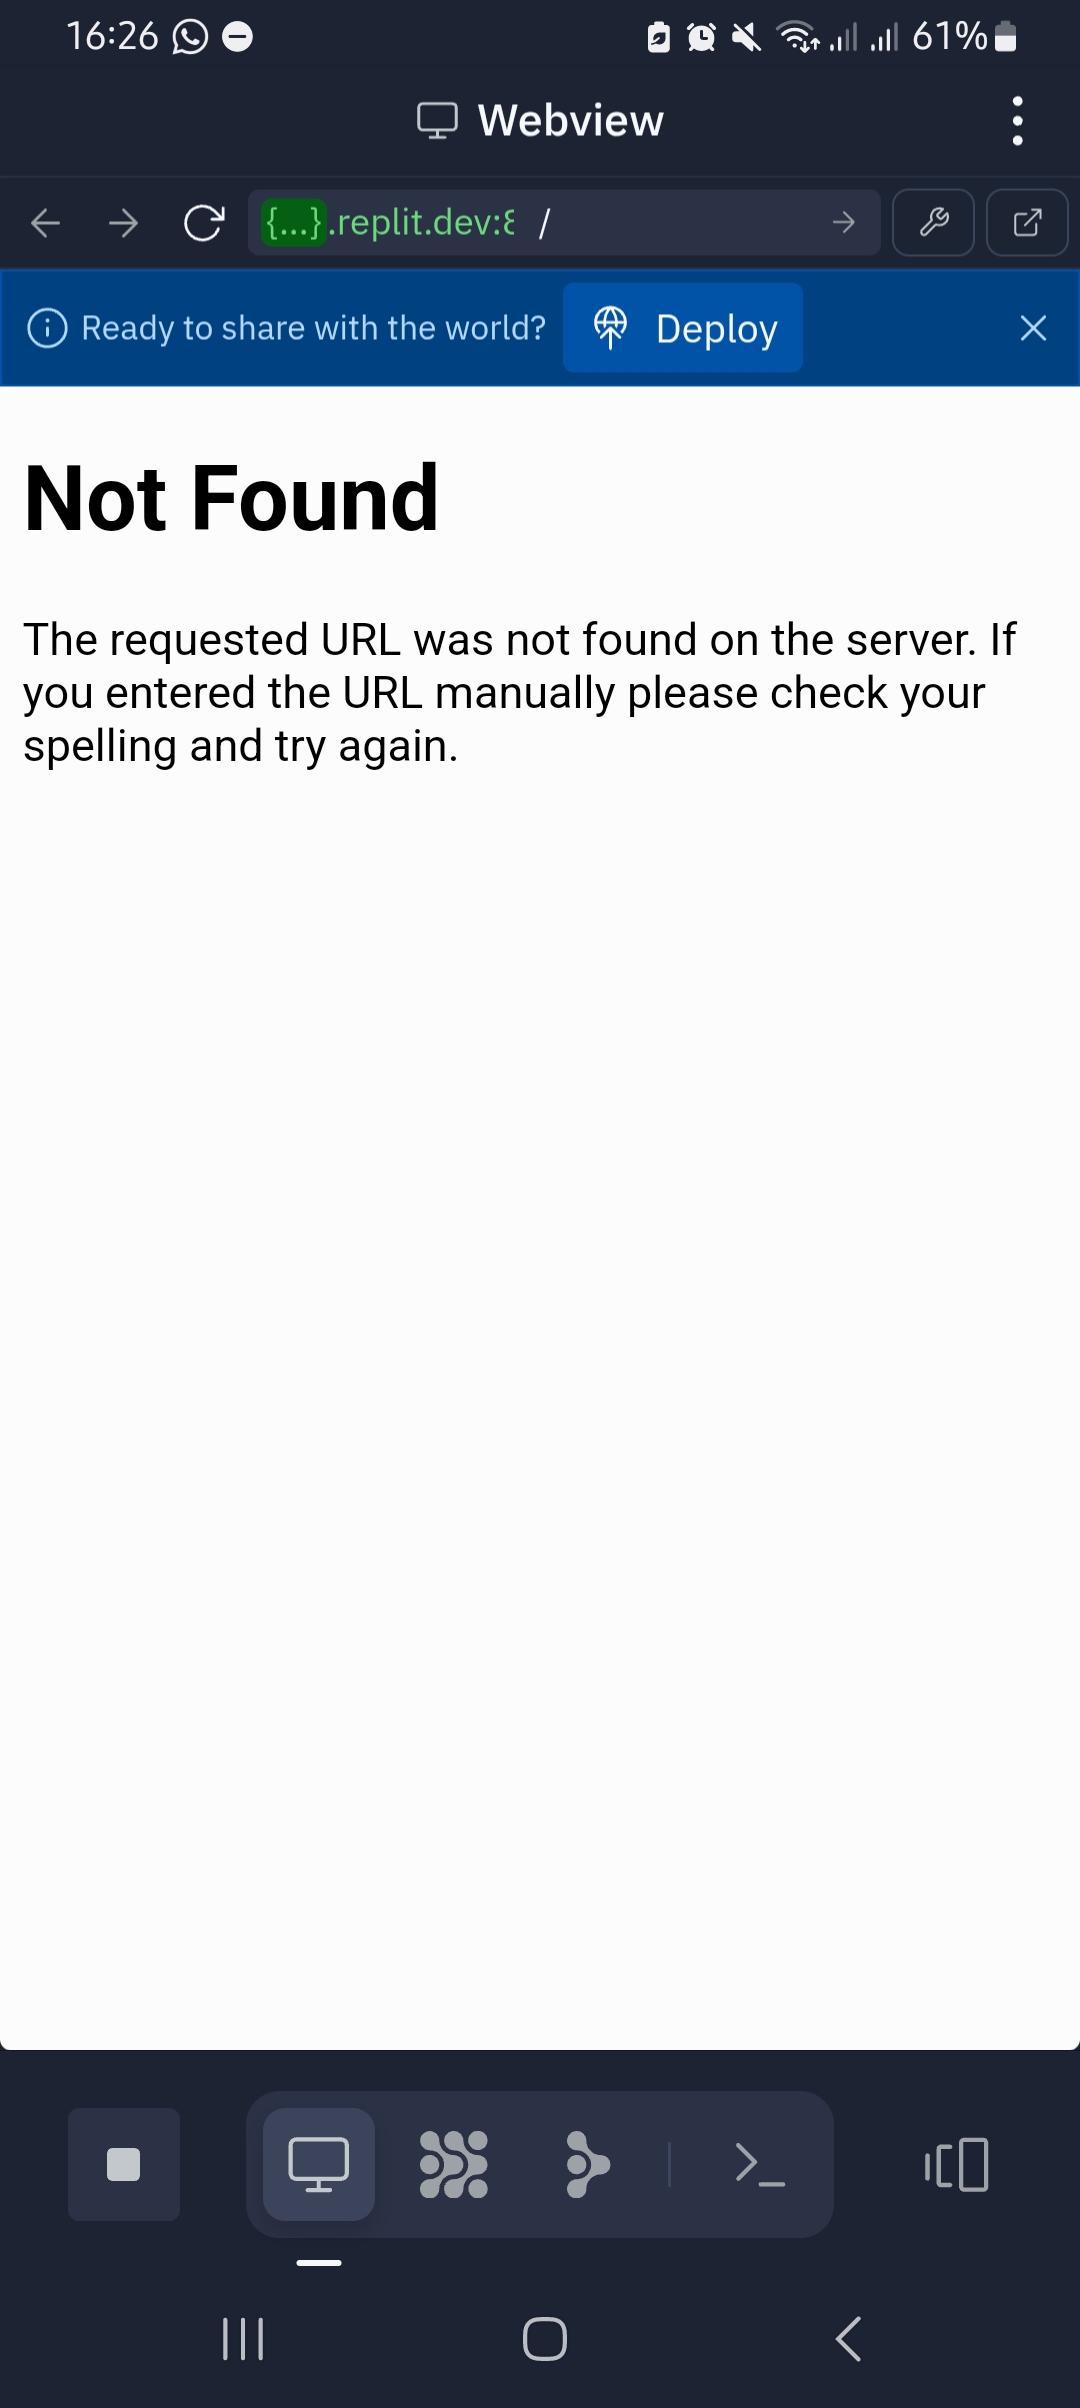 16:26
61%
Webview
{...}.replit.dev: /
Ready to share with the world?
Deploy
Not Found
The requested URL was not found on the server. If
you entered the URL manually please check your
spelling and try again.